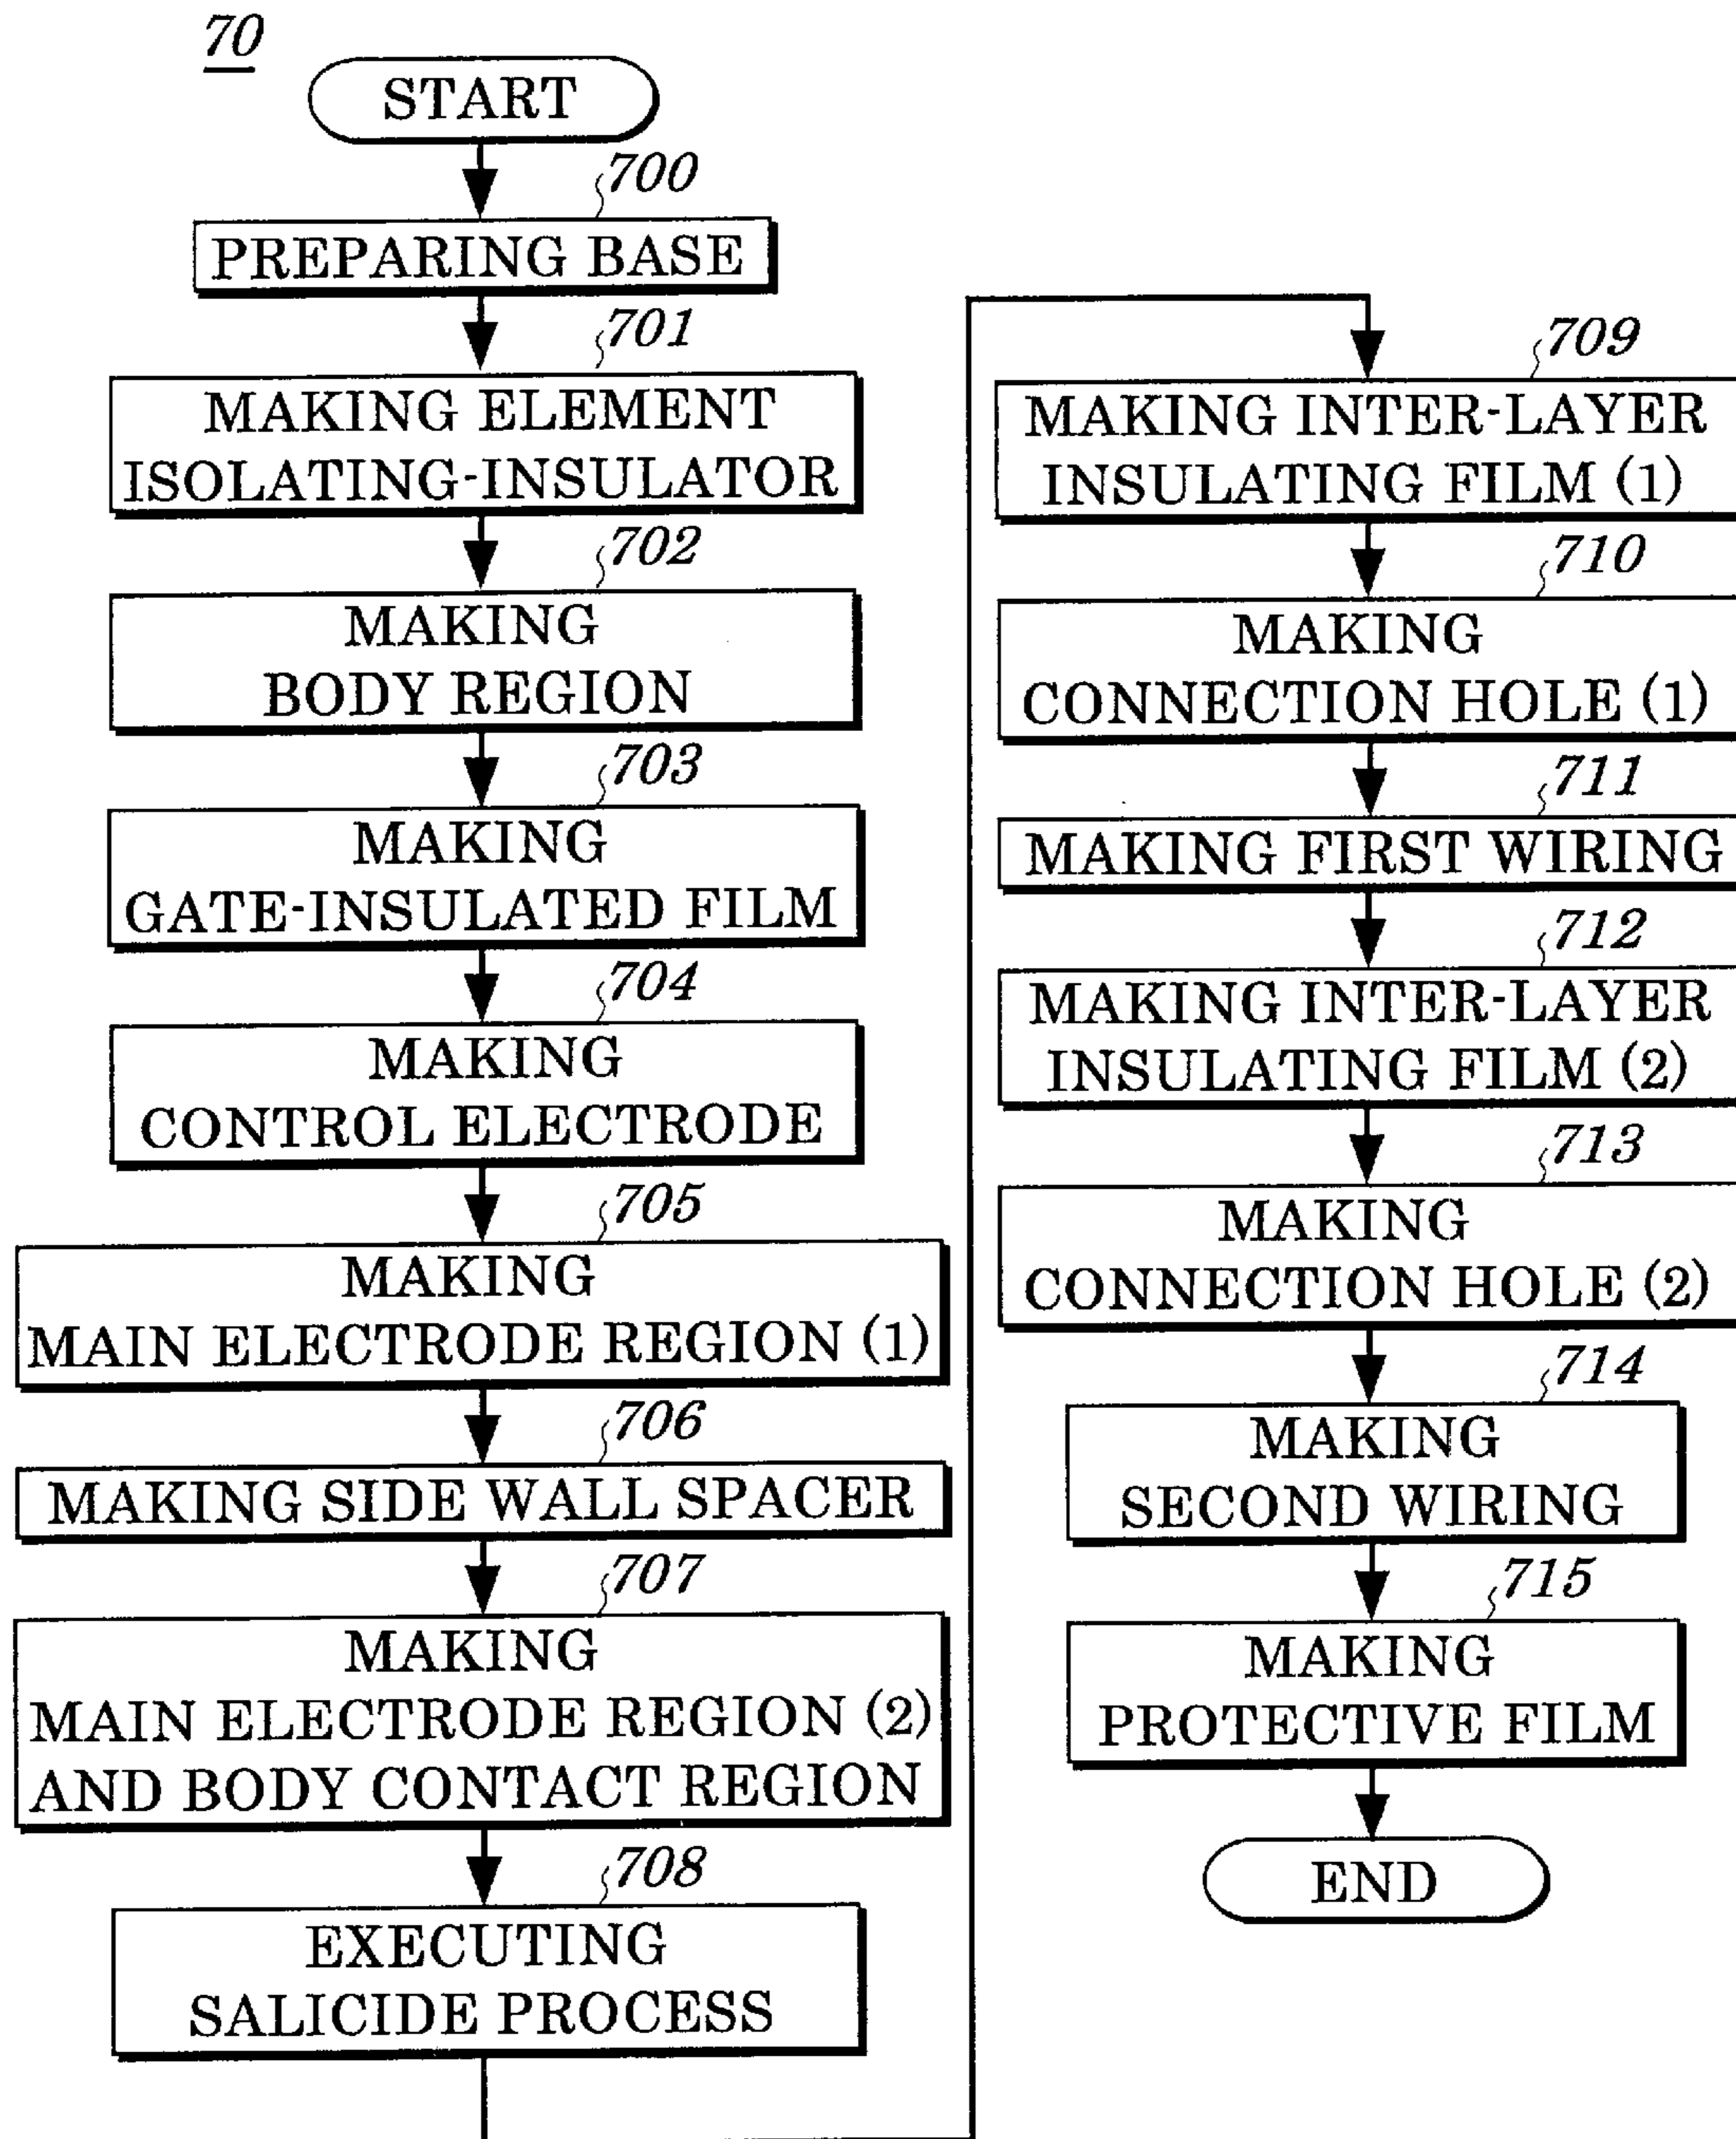 70
START
700
PREPARING BASE
701
MAKING ELEMENT
ISOLATING-INSULATOR
702
MAKING
BODY REGION
703
MAKING
GATE-INSULATED FILM
704
MAKING
CONTROL ELECTRODE
705
MAKING
MAIN ELECTRODE REGION (1)
706
MAKING SIDE WALL SPACER
707
MAKING
MAIN ELECTRODE REGION (2)
AND BODY CONTACT REGION
708
EXECUTING
SALICIDE PROCESS
709
MAKING INTER-LAYER
INSULATING FILM (1)
710
MAKING
CONNECTION HOLE (1)
711
MAKING FIRST WIRING
712
MAKING INTER-LAYER
INSULATING FILM (2)
713
MAKING
CONNECTION HOLE (2)
714
MAKING
SECOND WIRING
715
MAKING
PROTECTIVE FILM
END